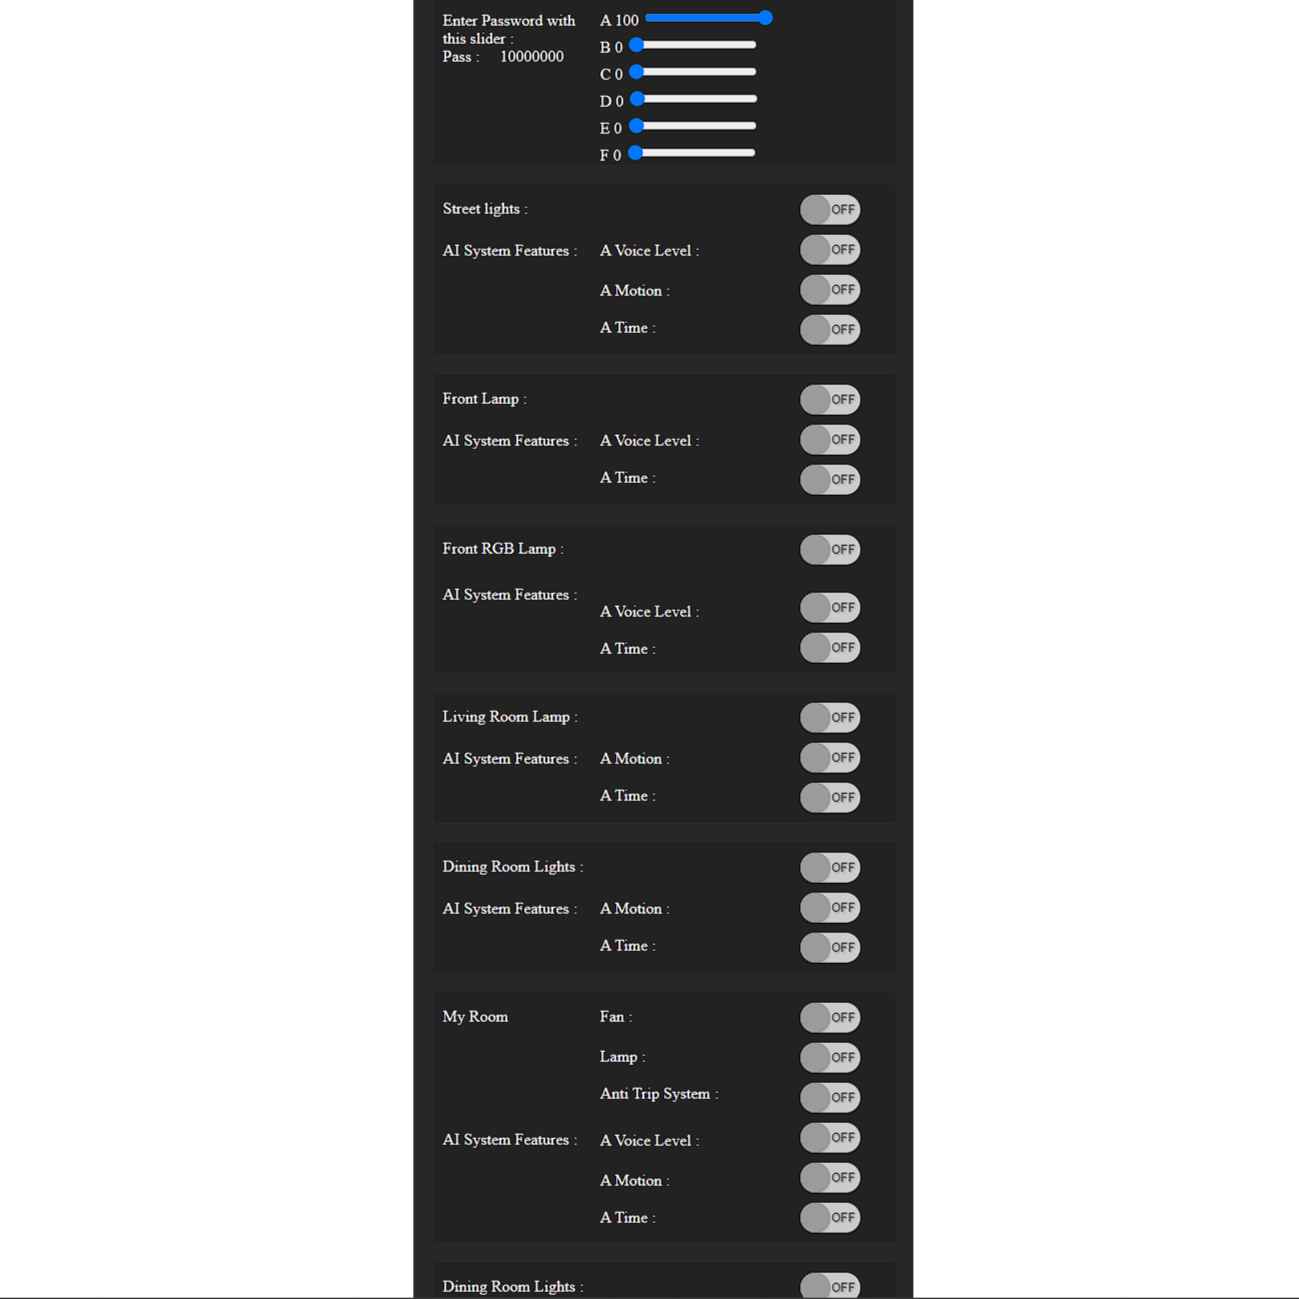 Enter Password with
this slider :
Pass : 10000000
A 100
B 0
C 0
D 0
E 0
F 0
Street lights :
OFF
AI System Features :
A Voice Level :
OFF
A Motion :
OFF
A Time :
OFF
Front Lamp :
OFF
AI System Features :
A Voice Level :
OFF
A Time :
OFF
Front RGB Lamp :
OFF
AI System Features :
A Voice Level :
OFF
A Time :
OFF
Living Room Lamp :
OFF
AI System Features :
A Motion :
OFF
A Time :
OFF
Dining Room Lights :
OFF
AI System Features :
A Motion :
OFF
A Time :
OFF
My Room
Fan :
OFF
Lamp :
OFF
Anti Trip System :
OFF
AI System Features :
A Voice Level :
OFF
A Motion :
OFF
A Time :
OFF
Dining Room Lights :
OFF